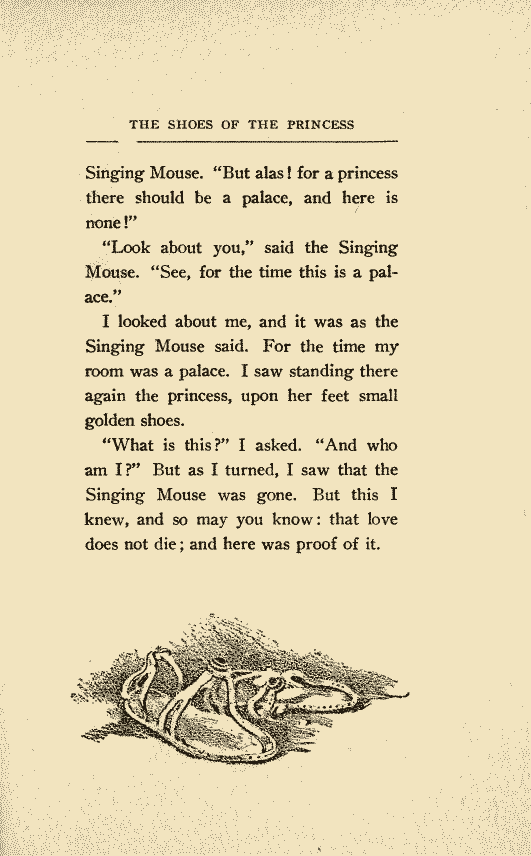 THE SHOES OF THE PRINCESS
Singing Mouse. “But alas! for a princess
there should be a palace, and here is
none!”
“Look about you,” said the Singing
Mouse. “See, for the time this is a pal-
ace.”
I looked about me, and it was as the
Singing Mouse said. For the time my
room was a palace. I saw standing there
again the princess, upon her feet small
golden shoes.
“What is this?” I asked. “And who
am I?” But as I turned, I saw that the
Singing Mouse was gone. But this I
knew, and so may you know: that love
does not die; and here was proof of it.